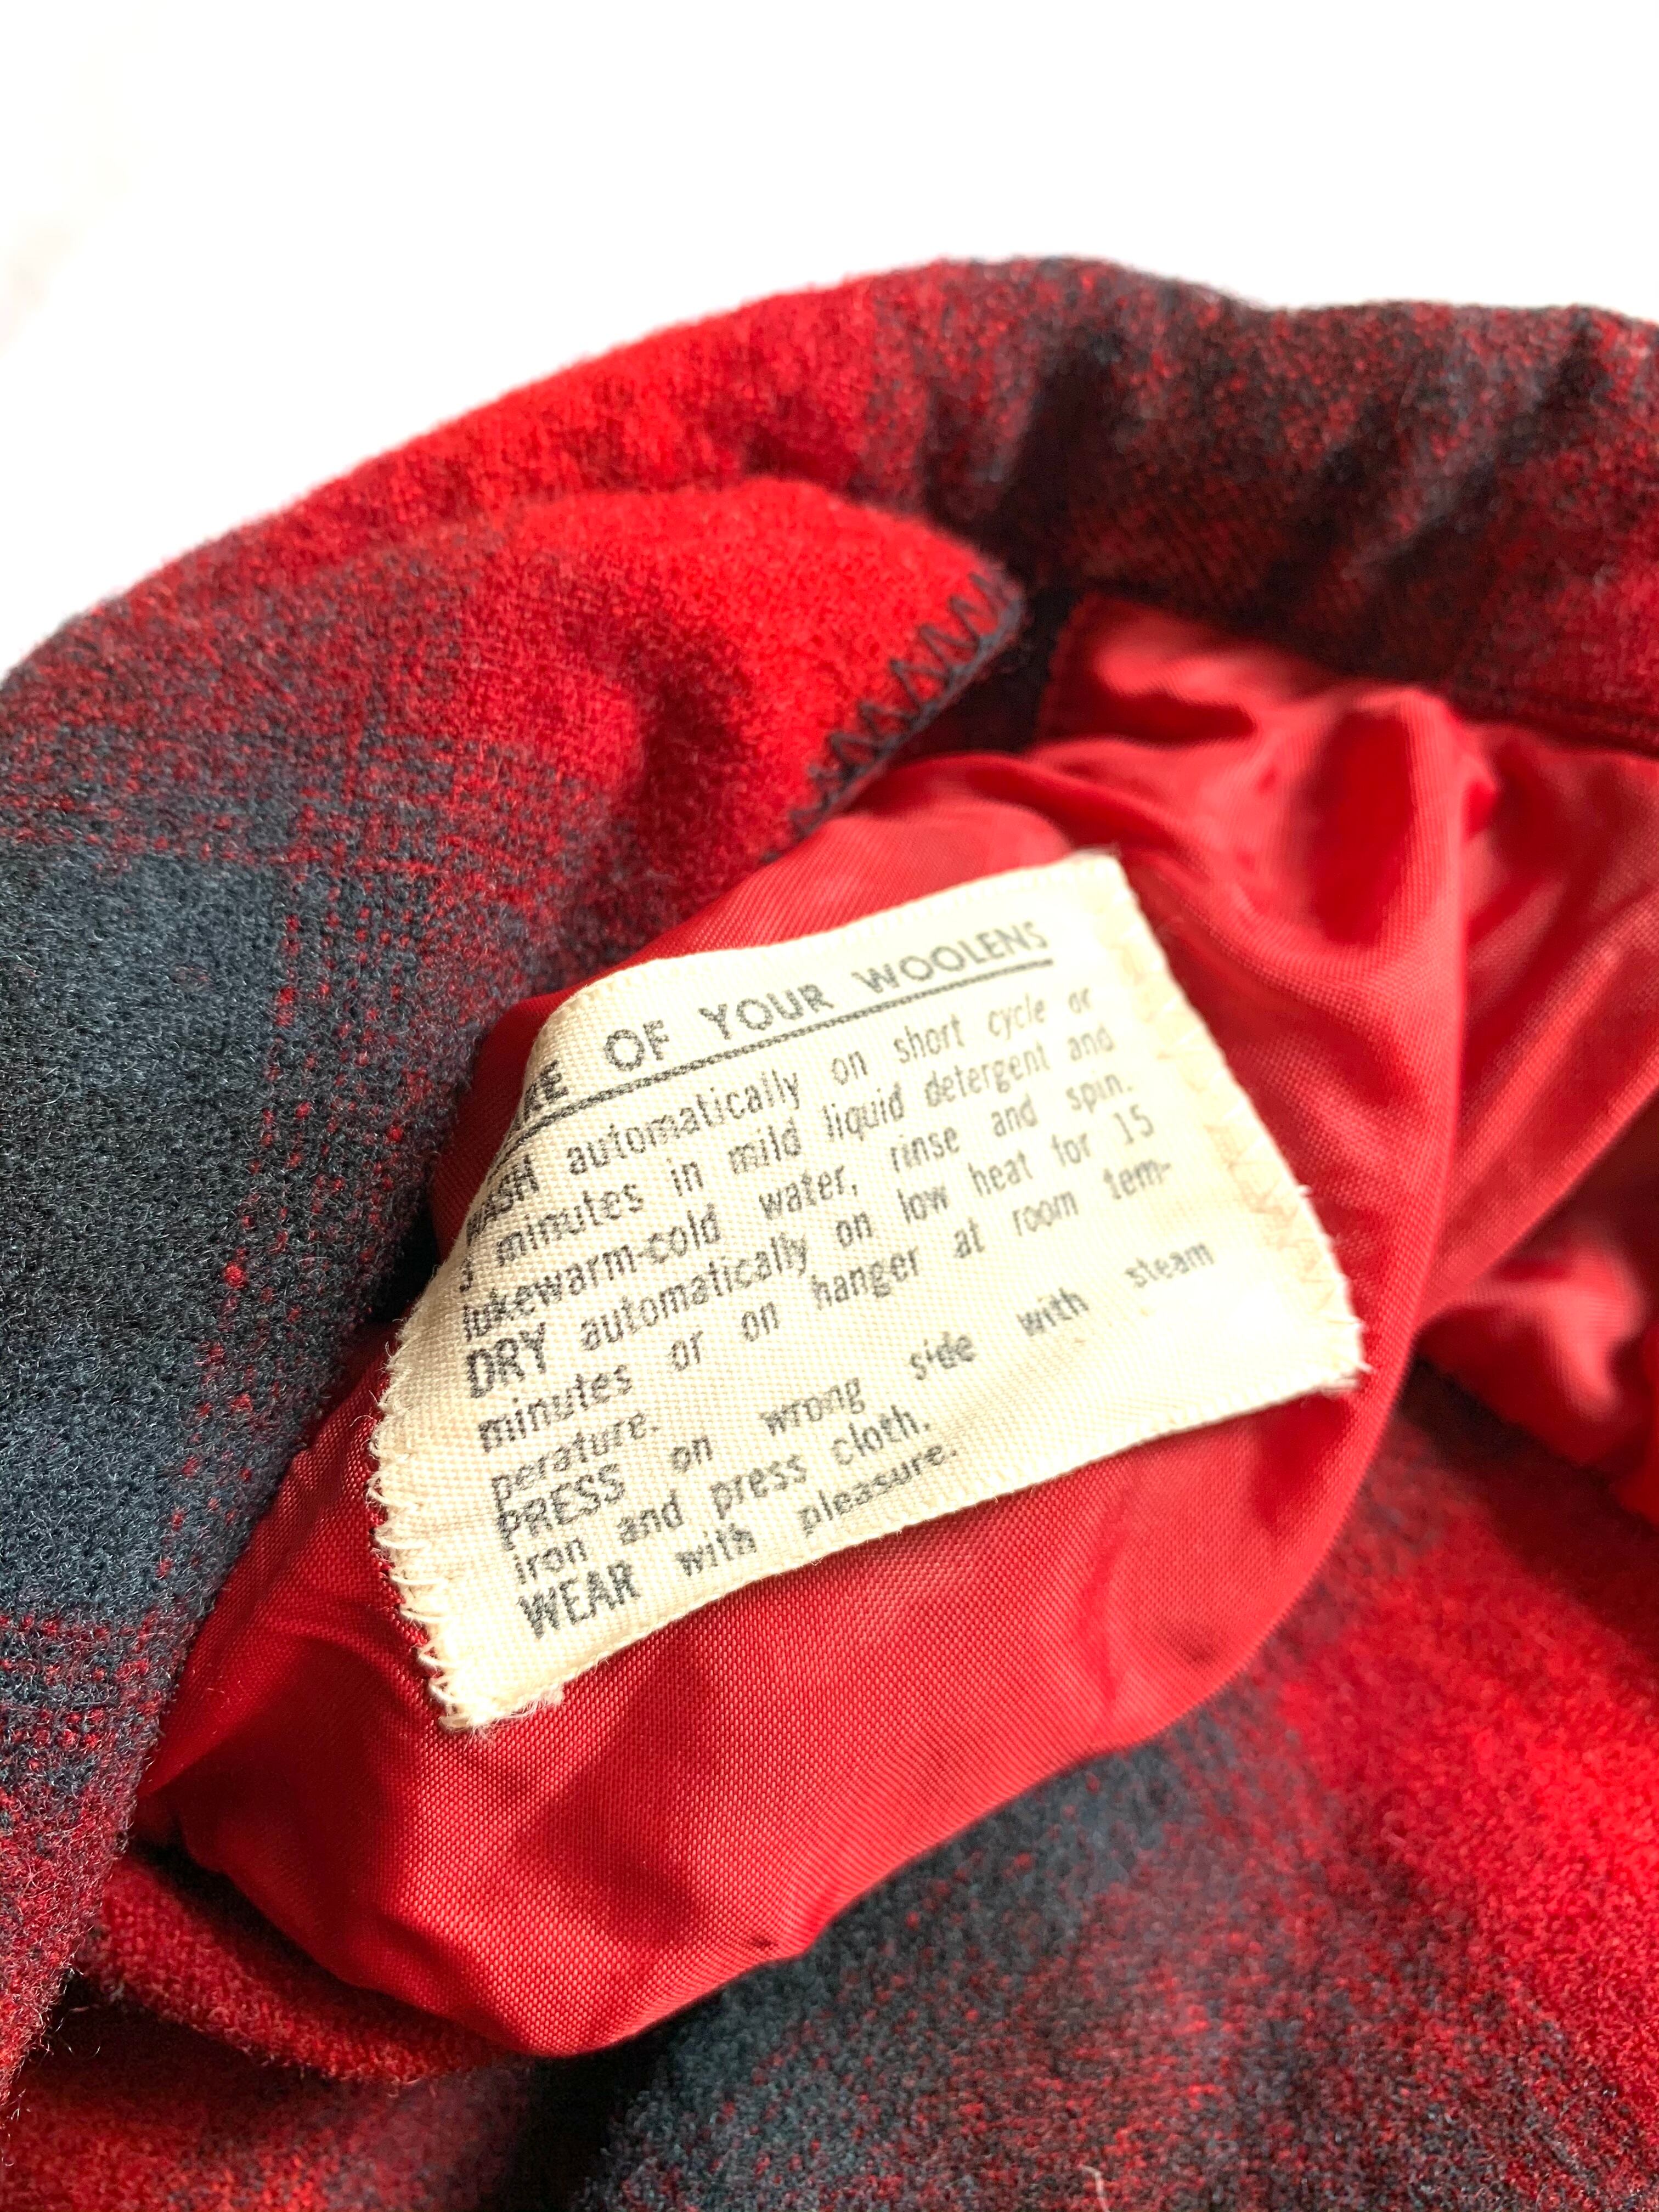 CARE OF YOUR WOOLENS
WASH automatically on short cycle or
3 minutes in mild liquid detergent and
lukewarm-cold water, rinse and spin.
DRY automatically on low heat for 15
minutes or on hanger at room tem-
perature.
PRESS on wrong side with steam
iron and press cloth.
WEAR with pleasure.